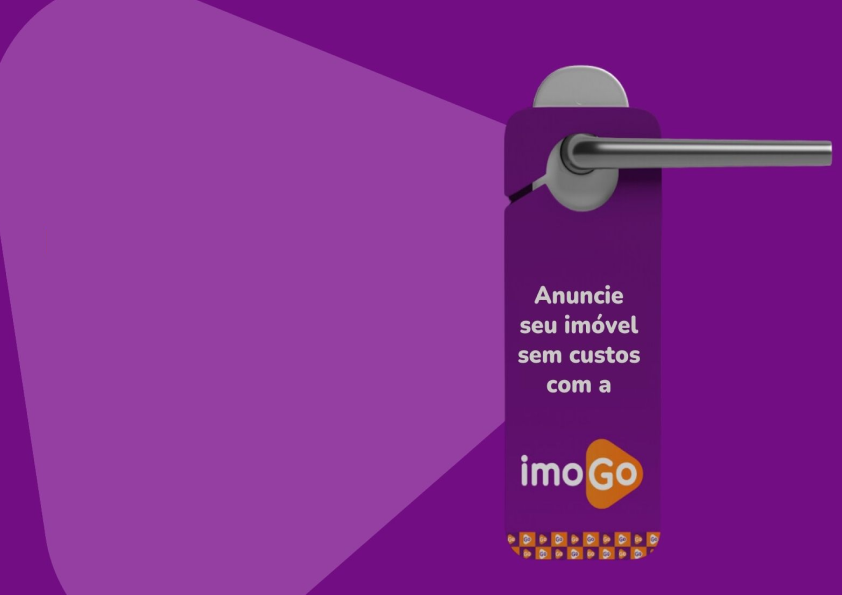 Anuncie
seu imóvel
sem custos
com a
imoGo